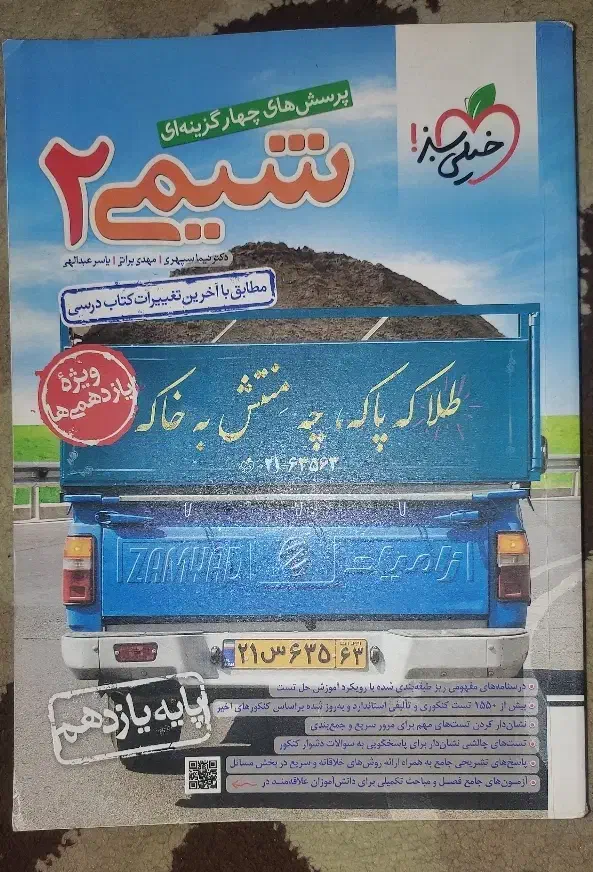 خیلی سبز!
پرسش‌های چهارگزینه‌ای
شیمی ۲
دکتر نیما سپهری | مهدی براتی | یاسر عبدالهی
مطابق با آخرین تغییرات کتاب درسی
ویژهٔ
یازدهمی‌ها
طلا که پاکه، چه منتش به خاکه
۰۲۱-۶۳۵۶۳
ZAMYAD زامیاد
۲۱س۶۳۵ ۶۳
پایه یازدهم
درسنامه‌های مفهومی ریز طبقه‌بندی شده با رویکرد آموزش حل تست
بیش از ۱۵۵۰ تست کنکوری و تألیفی استاندارد و به‌روز شده براساس کنکورهای اخیر
نشان‌دار کردن تست‌های مهم برای مرور سریع و جمع‌بندی
تست‌های چالشی نشان‌دار برای پاسخگویی به سوالات دشوار کنکور
پاسخ‌های تشریحی جامع به همراه ارائه روش‌های خلاقانه و سریع در بخش مسائل
آزمون‌های جامع فصل و مباحث تکمیلی برای دانش‌آموزان علاقه‌مند در